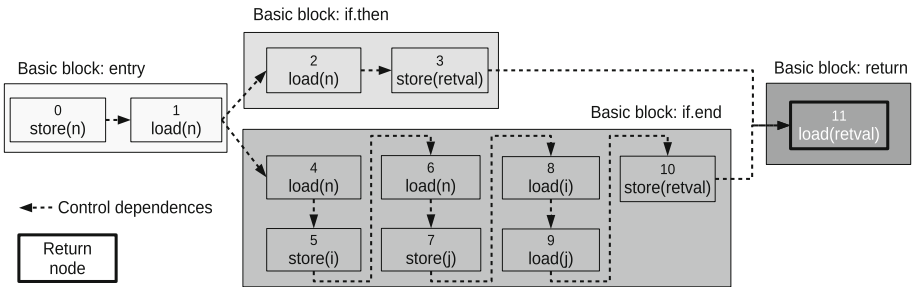 Basic block: entry
0
store(n)
1
load(n)
Basic block: if.then
2
load(n)
3
store(retval)
Basic block: if.end
4
load(n)
5
store(i)
6
load(n)
7
store(j)
8
load(i)
9
load(j)
10
store(retval)
Basic block: return
11
load(retval)
Control dependences
Return
node